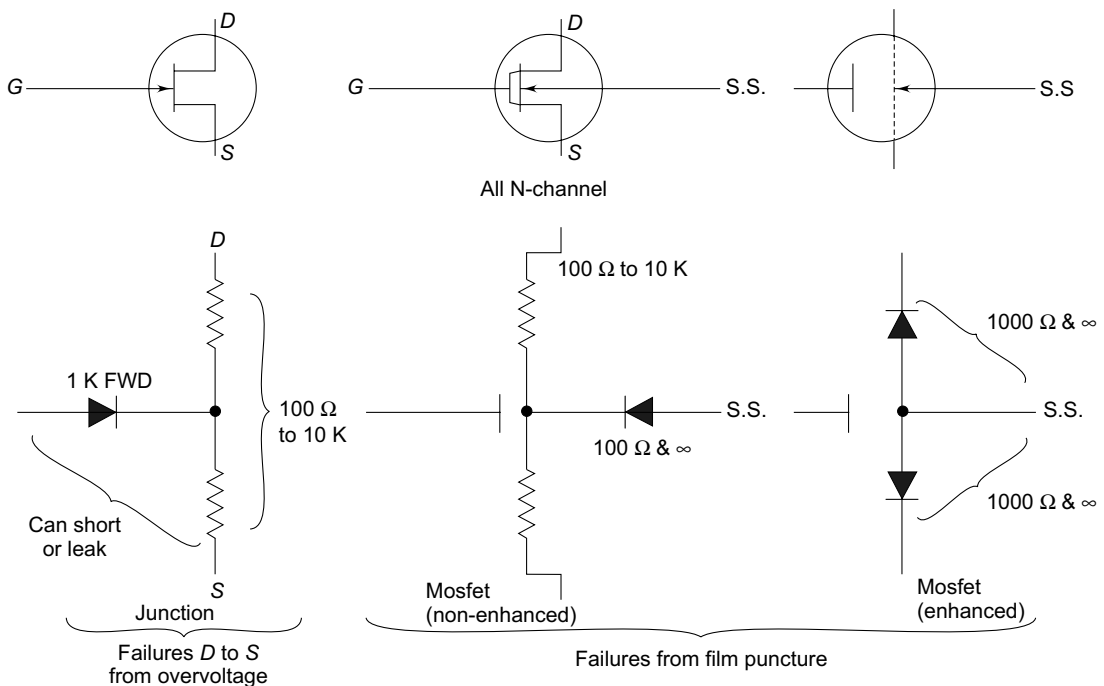 D
G
S
D
G
S.S.
S
S.S
All N-channel
D
1 K FWD
100 Ω
to 10 K
Can short
or leak
S
Junction
Failures D to S
from overvoltage
100 Ω to 10 K
S.S.
100 Ω & ∞
Mosfet
(non-enhanced)
1000 Ω & ∞
S.S.
1000 Ω & ∞
Mosfet
(enhanced)
Failures from film puncture